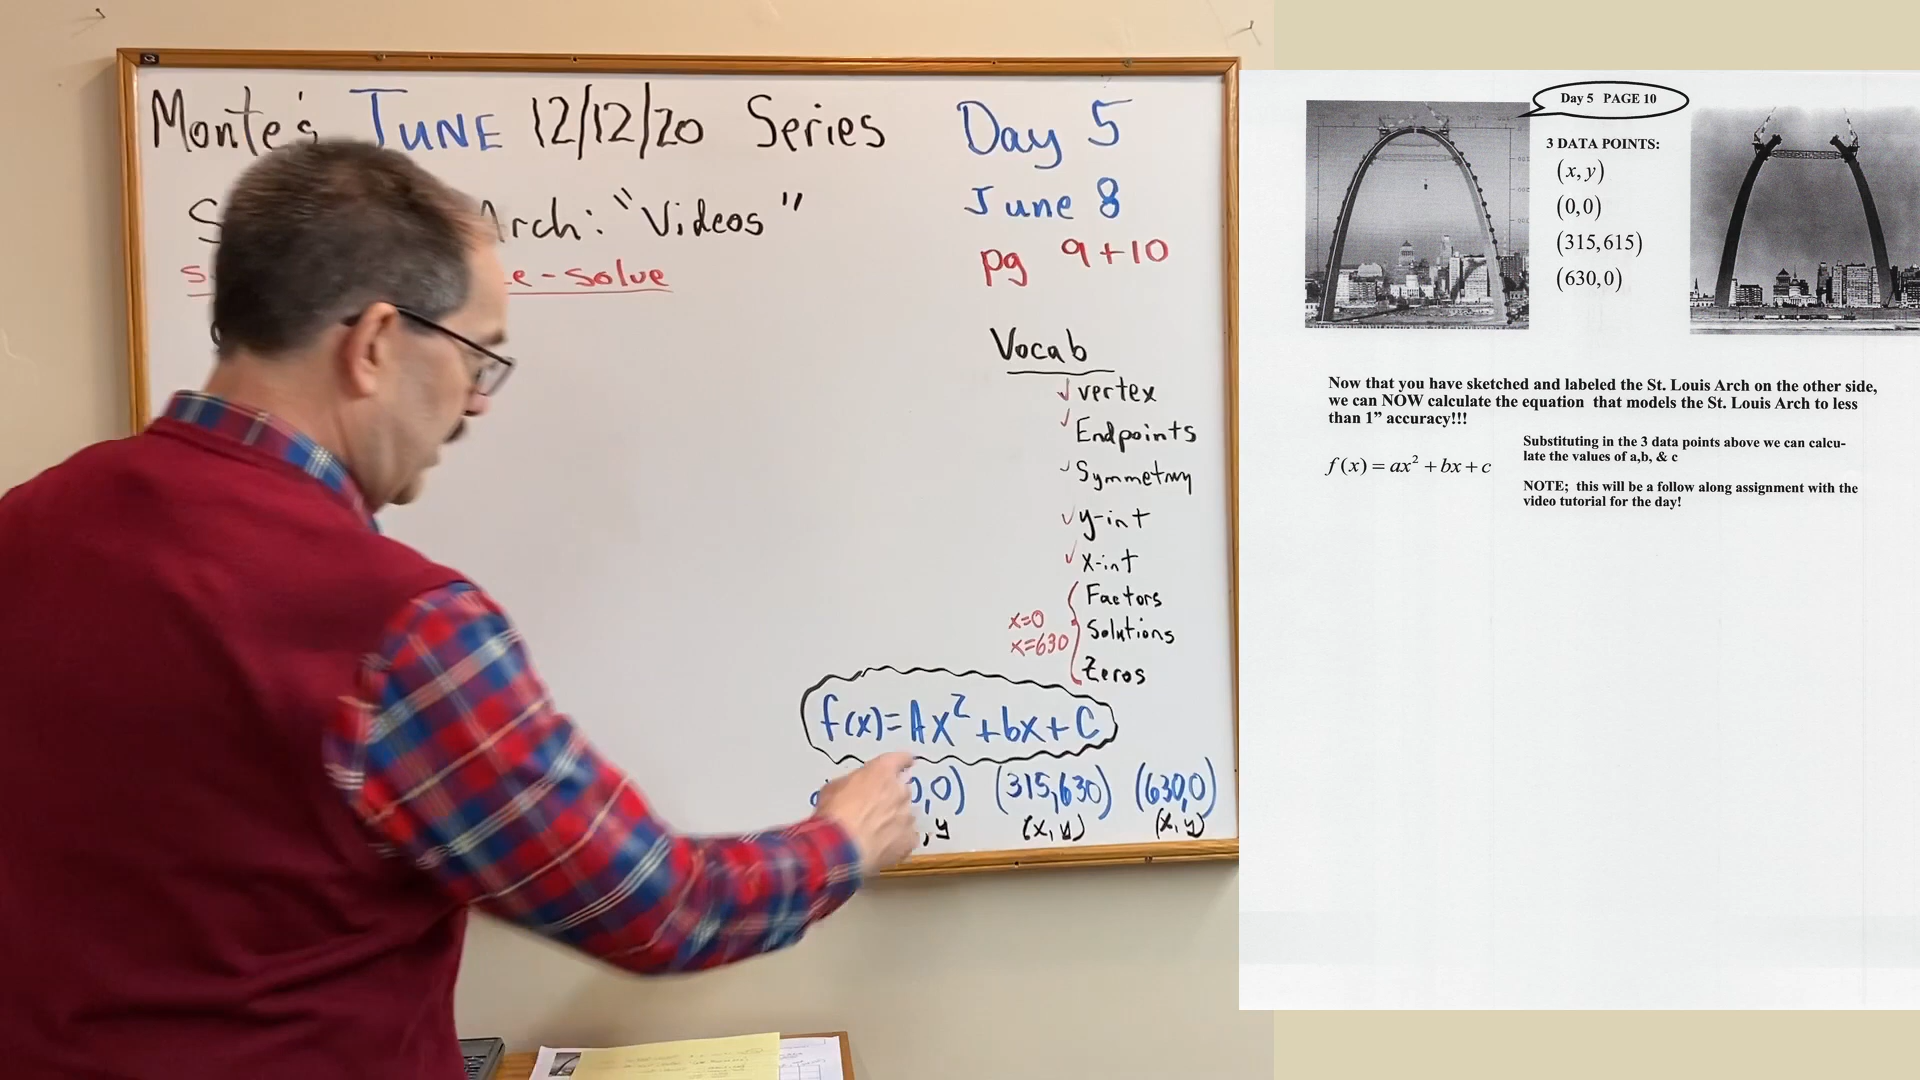 Monte's JUNE 12/12/20 Series Day 5
Arch: "Videos"
June 8
e-solve
pg 9+10
Vocab
vertex
Endpoints
Symmetry
y-int
x-int
Factors
Solutions
Zeros
x=0
x=630
f(x)=Ax²+bx+C
0,0) (315,630) (630,0)
,y (x,y) (x,y)
Day 5 PAGE 10
3 DATA POINTS:
(x, y)
(0,0)
(315,615)
(630,0)
Now that you have sketched and labeled the St. Louis Arch on the other side,
we can NOW calculate the equation that models the St. Louis Arch to less
than 1" accuracy!!!
f(x) = ax² + bx + c
Substituting in the 3 data points above we can calcu-
late the values of a,b, & c
NOTE; this will be a follow along assignment with the
video tutorial for the day!